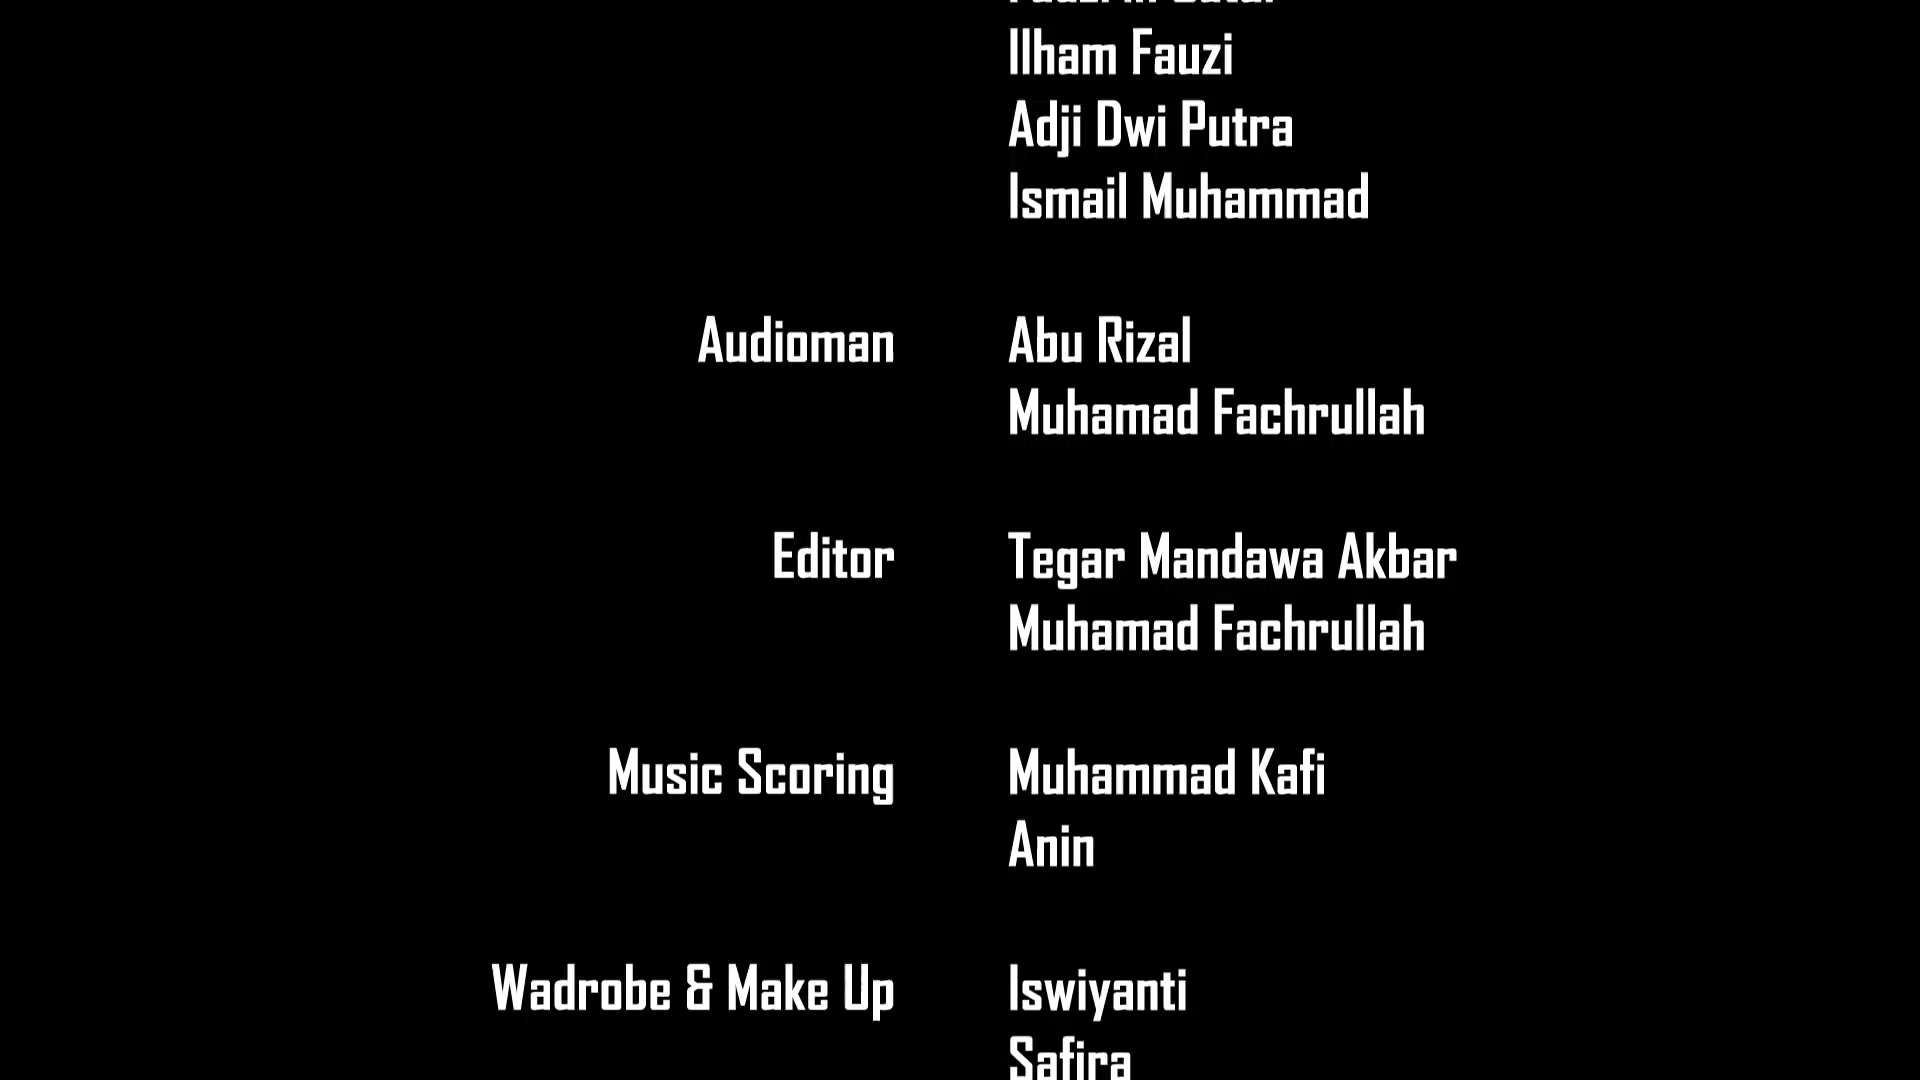 Ilham Fauzi
Adji Dwi Putra
Ismail Muhammad
Audioman Abu Rizal
Muhamad Fachrullah
Editor Tegar Mandawa Akbar
Muhamad Fachrullah
Music Scoring Muhammad Kafi
Anin
Wadrobe & Make Up Iswiyanti
Safira